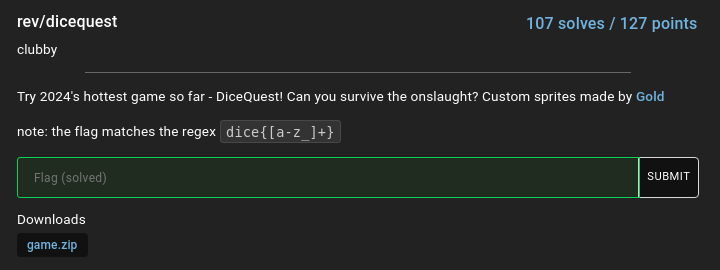 rev/dicequest
107 solves / 127 points
clubby
Try 2024's hottest game so far - DiceQuest! Can you survive the onslaught? Custom sprites made by Gold
note: the flag matches the regex dice{[a-z_]+}
Flag (solved)
SUBMIT
Downloads
game.zip